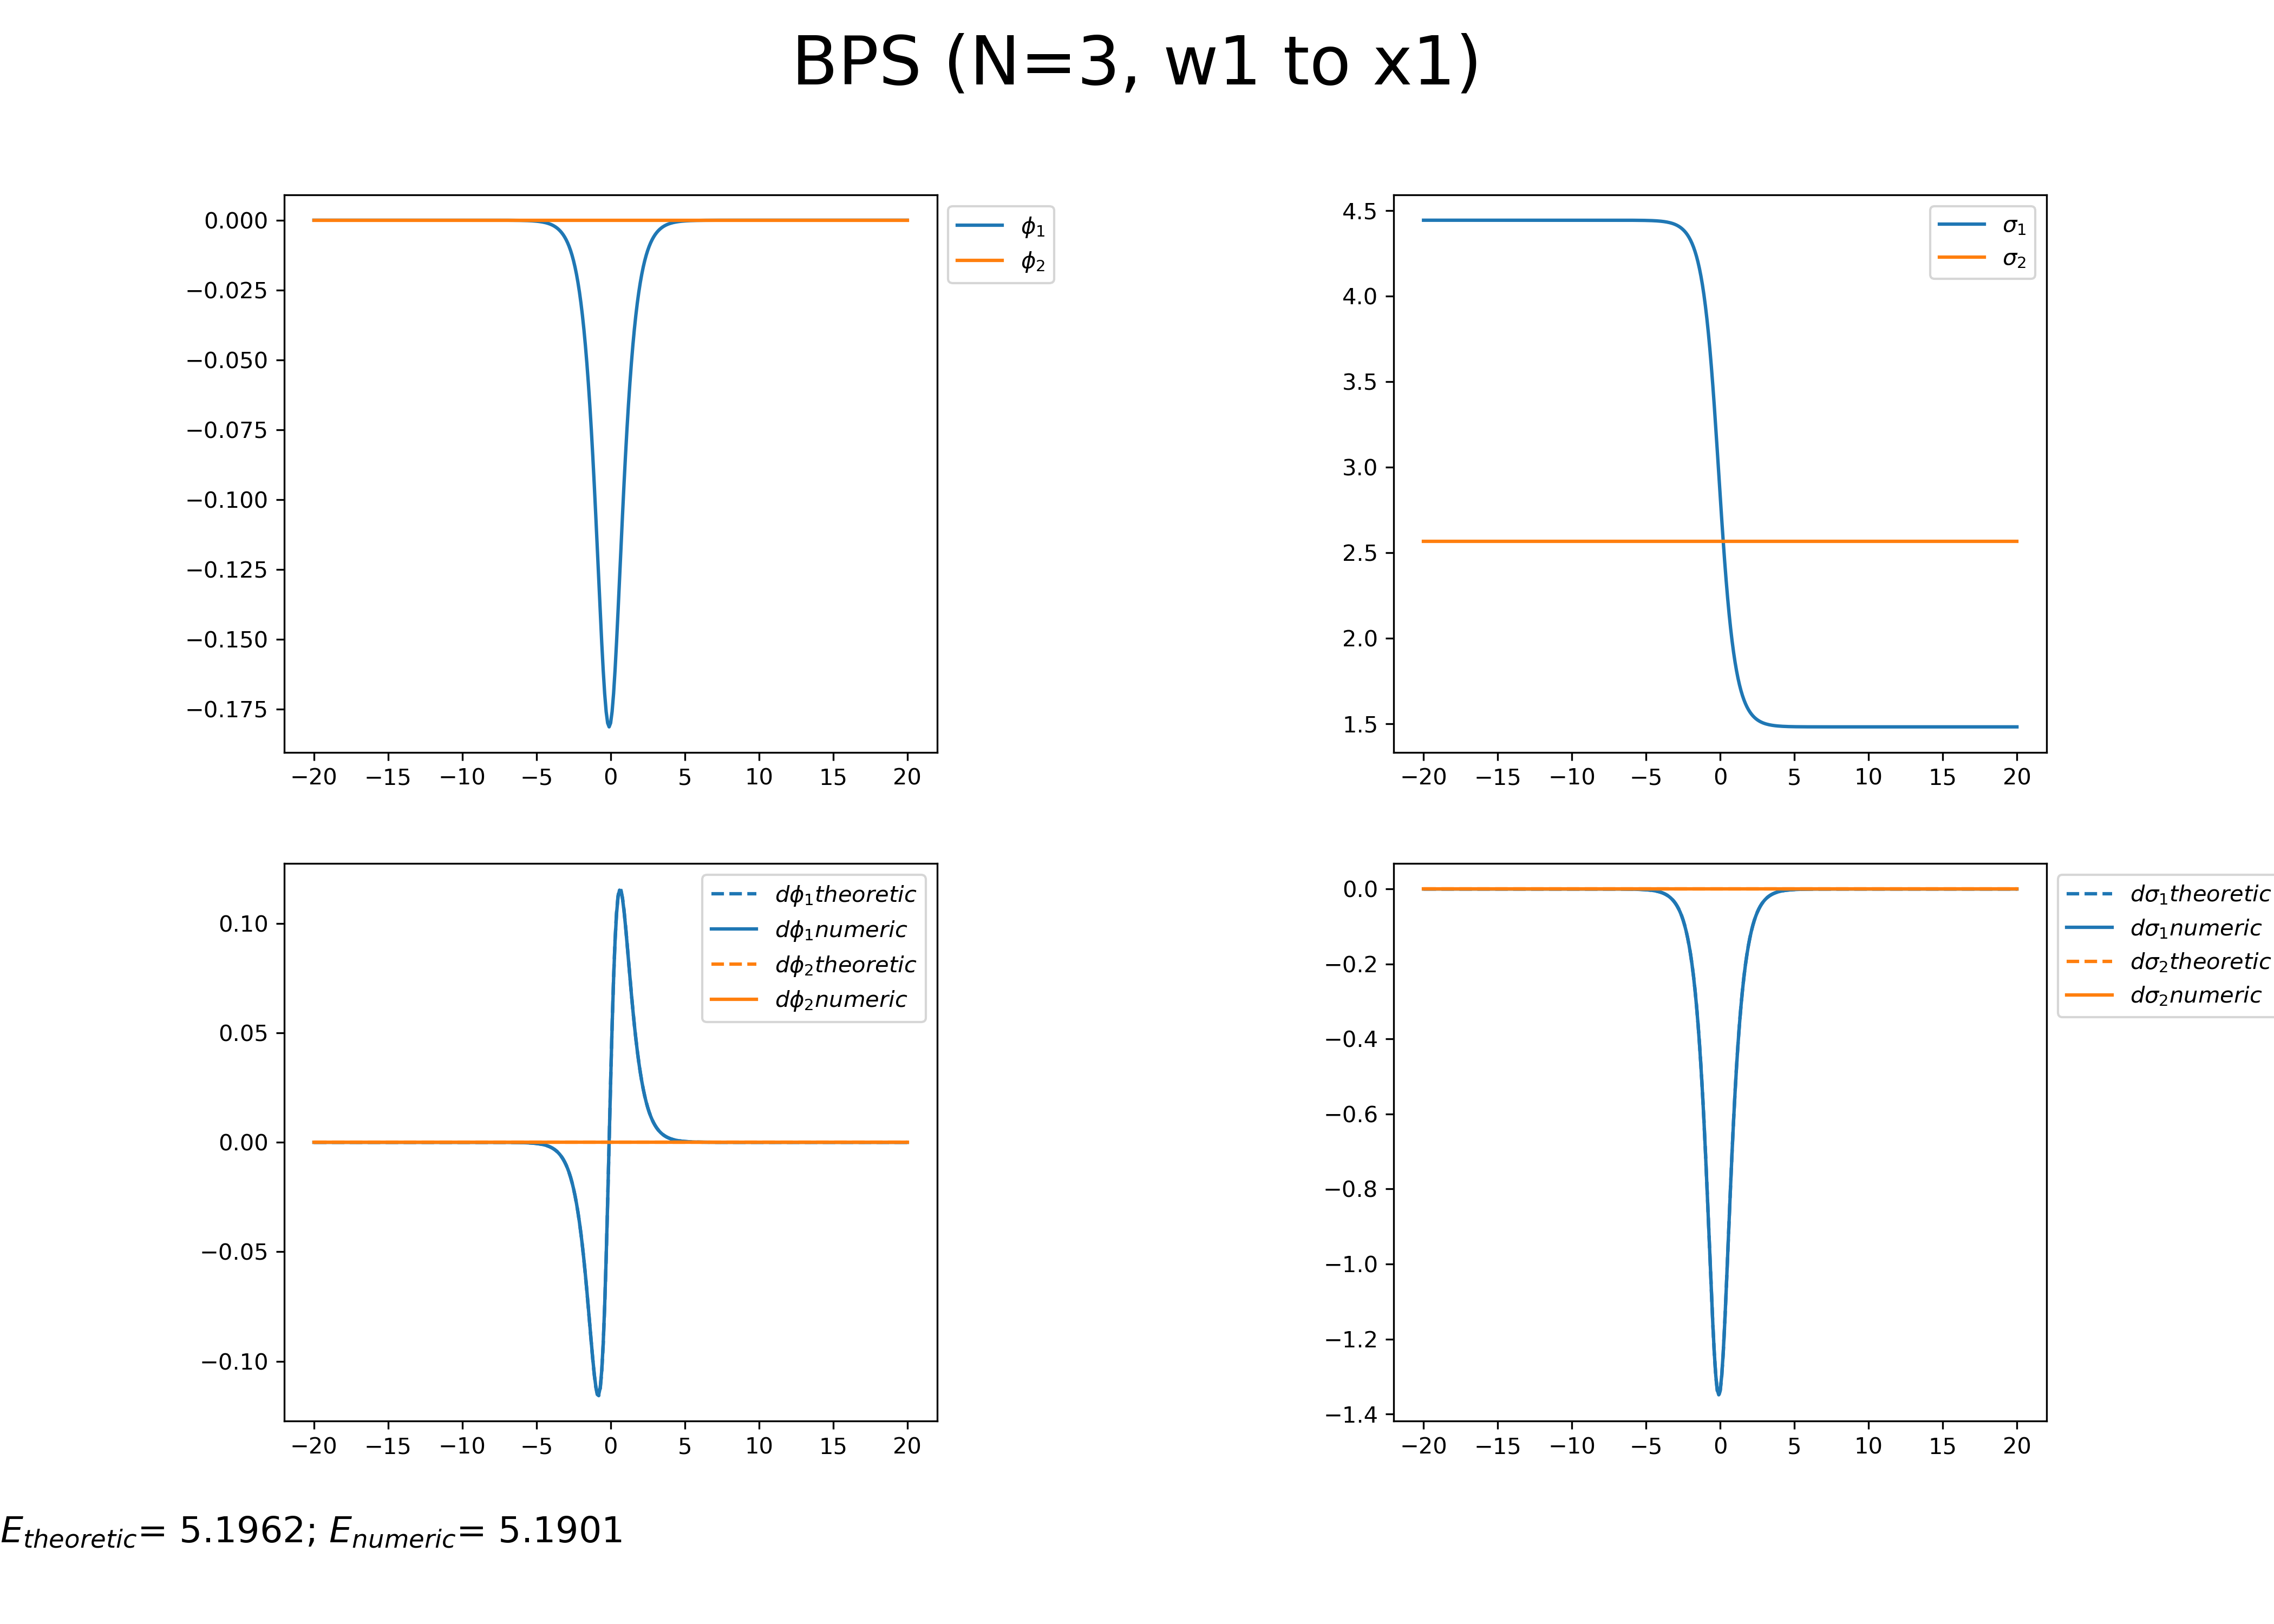 BPS (N=3, w1 to x1)
0.000
−0.025
−0.050
−0.075
−0.100
−0.125
−0.150
−0.175
−20 −15 −10 −5 0 5 10 15 20
ϕ1
ϕ2
4.5
4.0
3.5
3.0
2.5
2.0
1.5
−20 −15 −10 −5 0 5 10 15 20
σ1
σ2
0.10
0.05
0.00
−0.05
−0.10
−20 −15 −10 −5 0 5 10 15 20
dϕ1theoretic
dϕ1numeric
dϕ2theoretic
dϕ2numeric
0.0
−0.2
−0.4
−0.6
−0.8
−1.0
−1.2
−1.4
−20 −15 −10 −5 0 5 10 15 20
dσ1theoretic
dσ1numeric
dσ2theoretic
dσ2numeric
Etheoretic= 5.1962; Enumeric= 5.1901